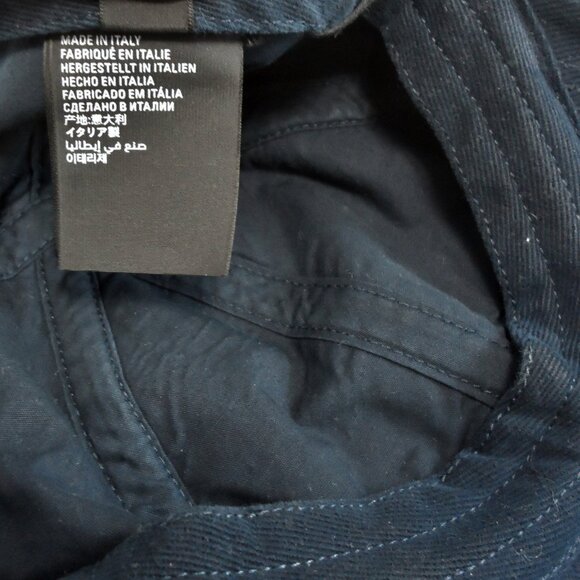 MADE IN ITALY
FABRIQUÉ EN ITALIE
HERGESTELLT IN ITALIEN
HECHO EN ITALIA
FABRICADO EM ITÁLIA
СДЕЛАНО В ИТАЛИИ
产地:意大利
イタリア製
صنع في إيطاليا
이태리제